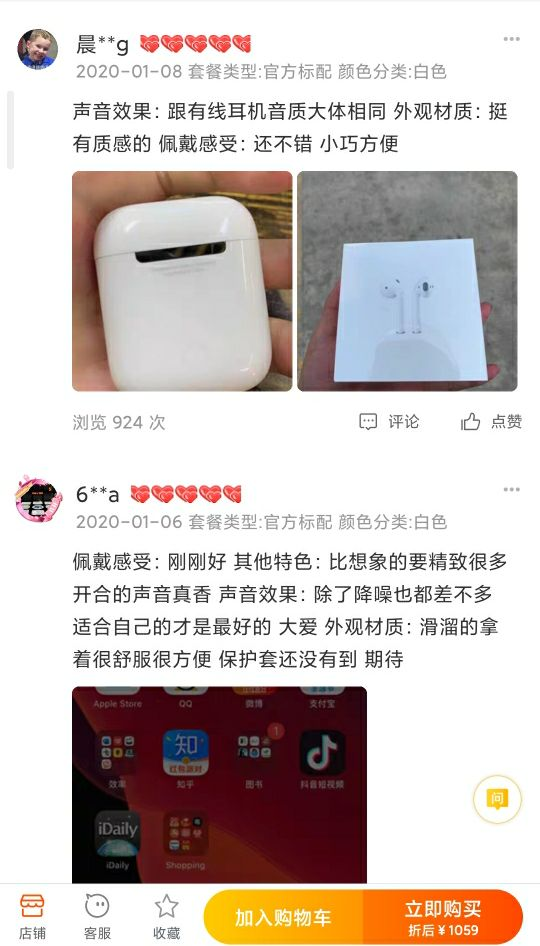 晨**g
2020-01-08 套餐类型:官方标配 颜色分类:白色
声音效果: 跟有线耳机音质大体相同 外观材质: 挺
有质感的 佩戴感受: 还不错 小巧方便
浏览 924 次
评论
点赞
6**a
2020-01-06 套餐类型:官方标配 颜色分类:白色
佩戴感受: 刚刚好 其他特色: 比想象的要精致很多
开合的声音真香 声音效果: 除了降噪也都差不多
适合自己的才是最好的 大爱 外观材质: 滑溜的拿
着很舒服很方便 保护套还没有到 期待
Apple Store
QQ
微博
支付宝
知
红包派对
1
效率
知乎
图书
抖音短视频
iDaily
iDaily
Shopping
问
店铺
客服
收藏
加入购物车
立即购买
折后 ¥ 1059